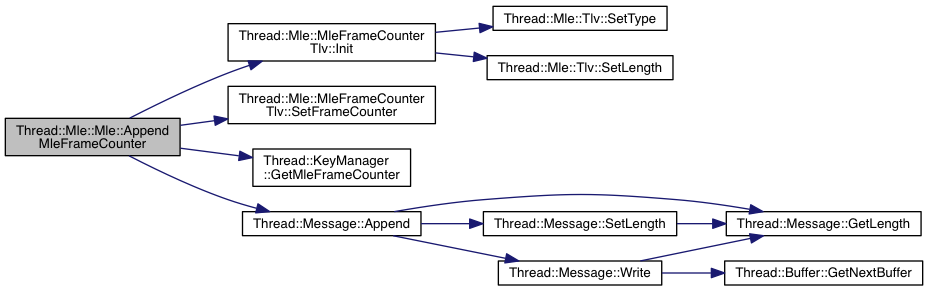 Thread::Mle::Mle::Append
MleFrameCounter
Thread::Mle::MleFrameCounter
Tlv::Init
Thread::Mle::Tlv::SetType
Thread::Mle::Tlv::SetLength
Thread::Mle::MleFrameCounter
Tlv::SetFrameCounter
Thread::KeyManager
::GetMleFrameCounter
Thread::Message::Append
Thread::Message::SetLength
Thread::Message::GetLength
Thread::Message::Write
Thread::Buffer::GetNextBuffer